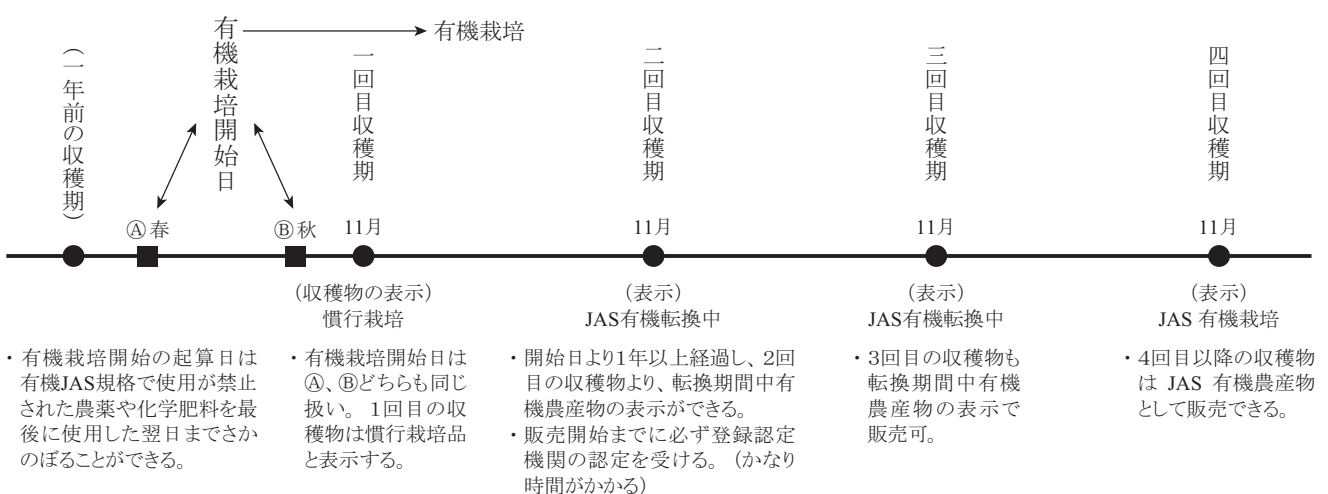 有機栽培開始日
有機栽培
（一年前の収穫期）
一回目収穫期
二回目収穫期
三回目収穫期
四回目収穫期
Ⓐ春
Ⓑ秋
11月
11月
11月
11月
（収穫物の表示）
慣行栽培
（表示）
JAS有機転換中
（表示）
JAS有機転換中
（表示）
JAS 有機栽培
・有機栽培開始の起算日は
有機JAS規格で使用が禁止
された農薬や化学肥料を最
後に使用した翌日までさか
のぼることができる。
・有機栽培開始日は
Ⓐ、Ⓑどちらも同じ
扱い。 1回目の収
穫物は慣行栽培品
と表示する。
・開始日より1年以上経過し、2回
目の収穫物より、転換期間中有
機農産物の表示ができる。
・販売開始までに必ず登録認定
機関の認定を受ける。（かなり
時間がかかる）
・3回目の収穫物も
転換期間中有機
農産物の表示で
販売可。
・4回目以降の収穫物
は JAS 有機農産物
として販売できる。